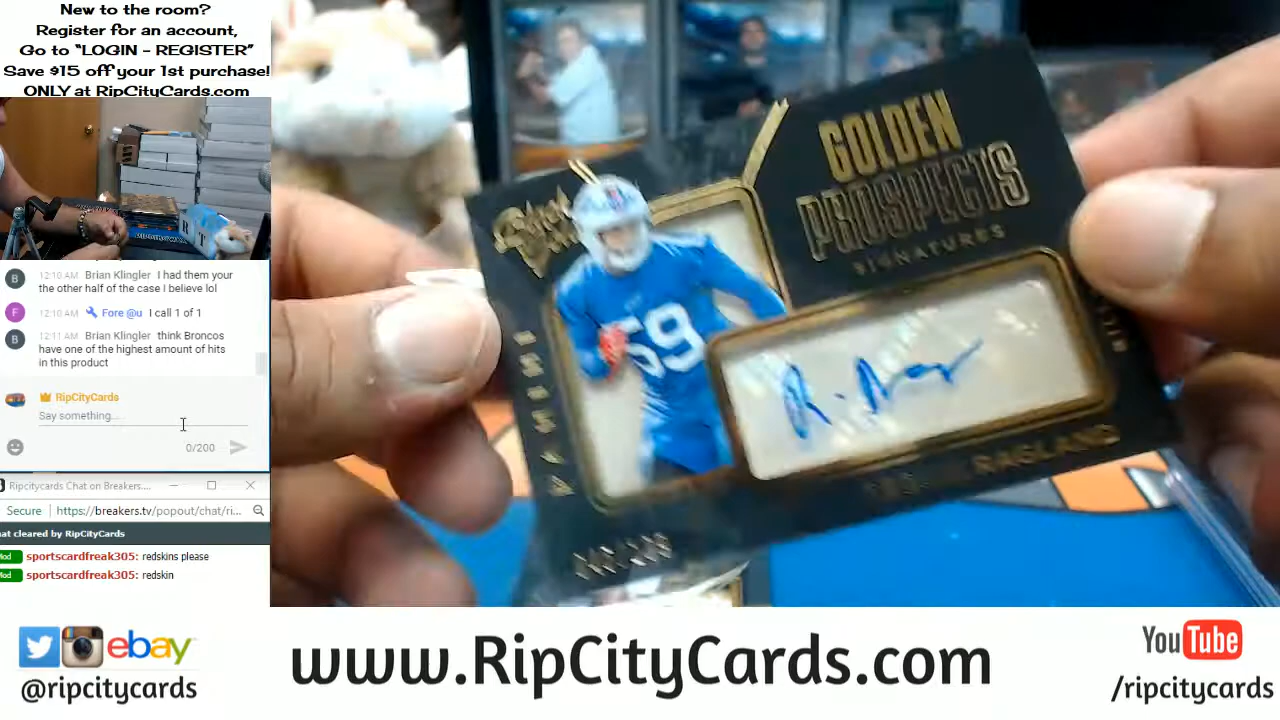 New to the room?
Register for an account,
Go to “LOGIN - REGISTER”
Save $15 off your 1st purchase!
ONLY at RipCityCards.com
B 12:10 AM Brian Klingler I had them your
the other half of the case I believe lol
F 12:10 AM Fore @u I call 1 of 1
B 12:11 AM Brian Klingler think Broncos
have one of the highest amount of hits
in this product
RipCityCards
Say something...
0/200
Ripcitycards Chat on Breakers....
Secure https://breakers.tv/popout/chat/ri...
hat cleared by RipCityCards
Mod sportscardfreak305: redskins please
Mod sportscardfreak305: redskin
GOLDEN
PROSPECTS
SIGNATURES
59
RAGLAND
ebay
@ripcitycards
www.RipCityCards.com
YouTube
/ripcitycards